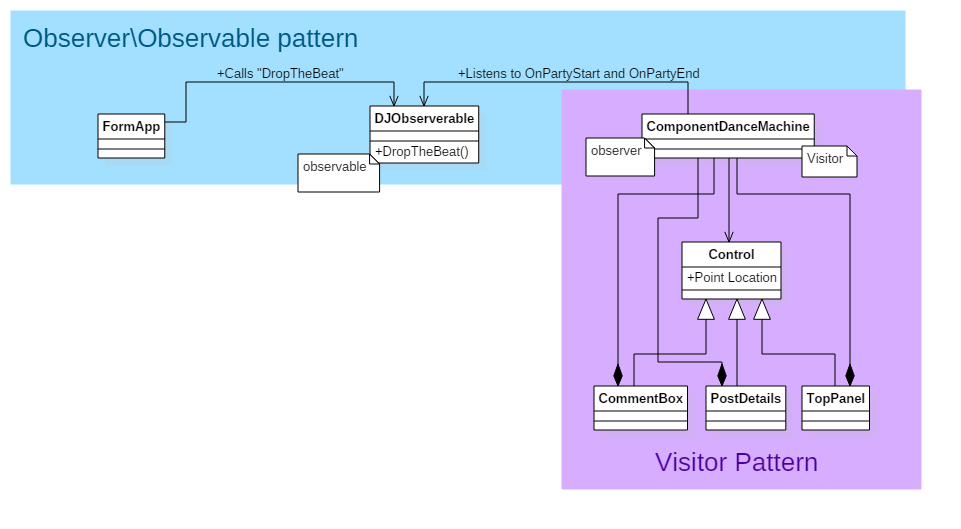 Observer\Observable pattern
+Calls "DropTheBeat"
+Listens to OnPartyStart and OnPartyEnd
FormApp
DJObserverable
+DropTheBeat()
observable
ComponentDanceMachine
observer
Visitor
Control
+Point Location
CommentBox
PostDetails
TopPanel
Visitor Pattern